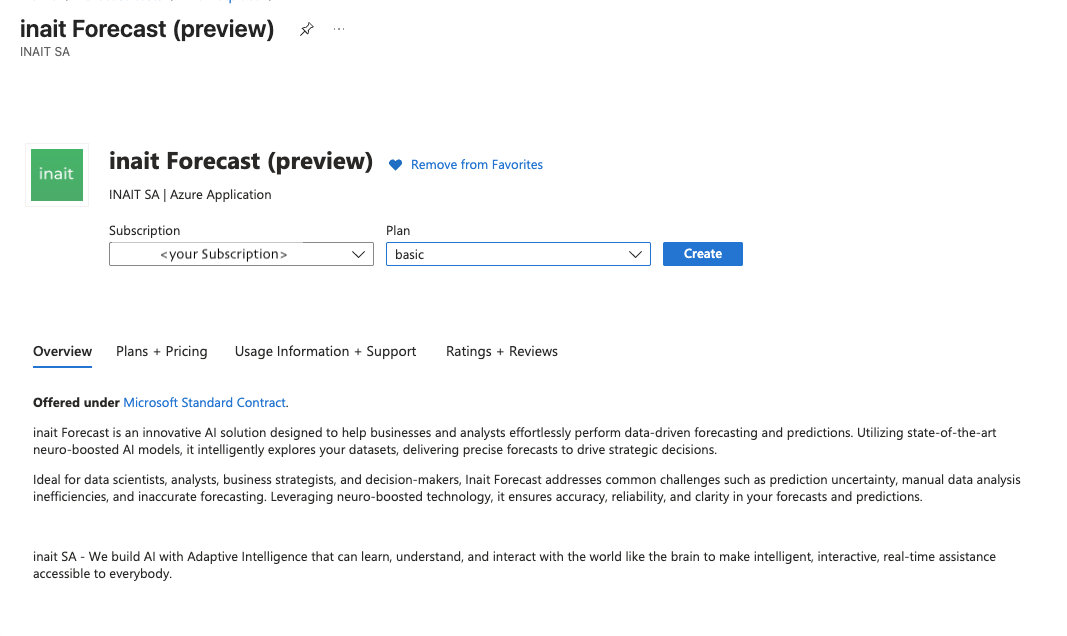 inait Forecast (preview)
INAIT SA
inait
inait Forecast (preview)
Remove from Favorites
INAIT SA | Azure Application
Subscription
Plan
<your Subscription>
basic
Create
Overview
Plans + Pricing
Usage Information + Support
Ratings + Reviews
Offered under Microsoft Standard Contract.
inait Forecast is an innovative AI solution designed to help businesses and analysts effortlessly perform data-driven forecasting and predictions. Utilizing state-of-the-art
neuro-boosted AI models, it intelligently explores your datasets, delivering precise forecasts to drive strategic decisions.
Ideal for data scientists, analysts, business strategists, and decision-makers, Inait Forecast addresses common challenges such as prediction uncertainty, manual data analysis
inefficiencies, and inaccurate forecasting. Leveraging neuro-boosted technology, it ensures accuracy, reliability, and clarity in your forecasts and predictions.
inait SA - We build AI with Adaptive Intelligence that can learn, understand, and interact with the world like the brain to make intelligent, interactive, real-time assistance
accessible to everybody.